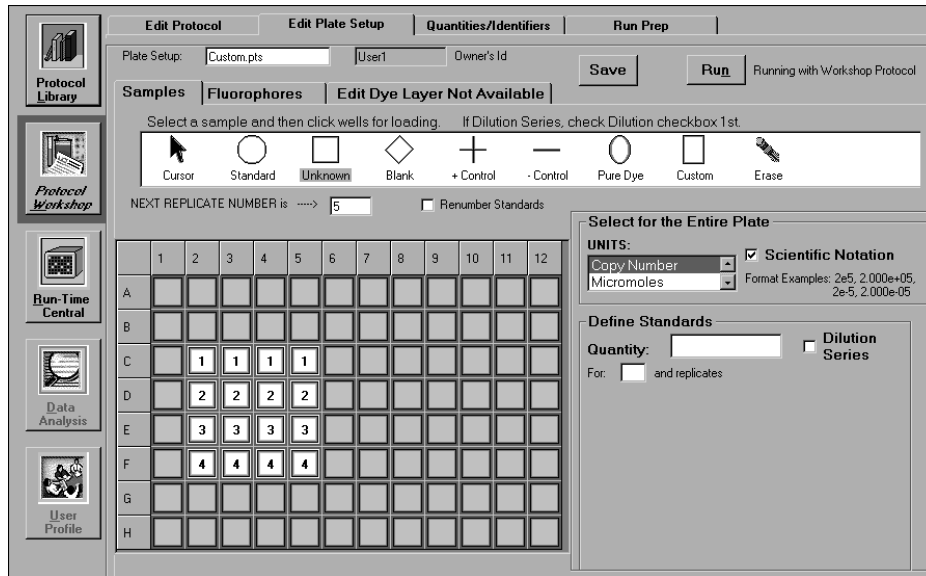 Edit Protocol
Edit Plate Setup
Quantities/Identifiers
Run Prep
Plate Setup:
Custom.pts
User1
Owner's Id
Save
Run
Running with Workshop Protocol
Protocol
Library
Protocol
Workshop
Run-Time
Central
Data
Analysis
User
Profile
Samples
Fluorophores
Edit Dye Layer Not Available
Select a sample and then click wells for loading. If Dilution Series, check Dilution checkbox 1st.
Cursor
Standard
Unknown
Blank
+ Control
- Control
Pure Dye
Custom
Erase
NEXT REPLICATE NUMBER is ----->
5
Renumber Standards
1 2 3 4 5 6 7 8 9 10 11 12
A
B
C 1 1 1 1
D 2 2 2 2
E 3 3 3 3
F 4 4 4 4
G
H
Select for the Entire Plate
UNITS:
Copy Number
Micromoles
Scientific Notation
Format Examples: 2e5, 2.000e+05,
2e-5, 2.000e-05
Define Standards
Quantity:
Dilution
Series
For:
and replicates